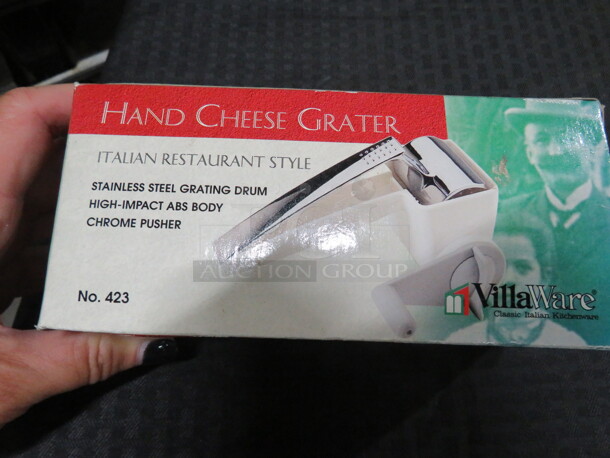 HAND CHEESE GRATER
ITALIAN RESTAURANT STYLE
STAINLESS STEEL GRATING DRUM
HIGH-IMPACT ABS BODY
CHROME PUSHER
AUCTION GROUP
No. 423
VillaWare®
Classic Italian Kitchenware